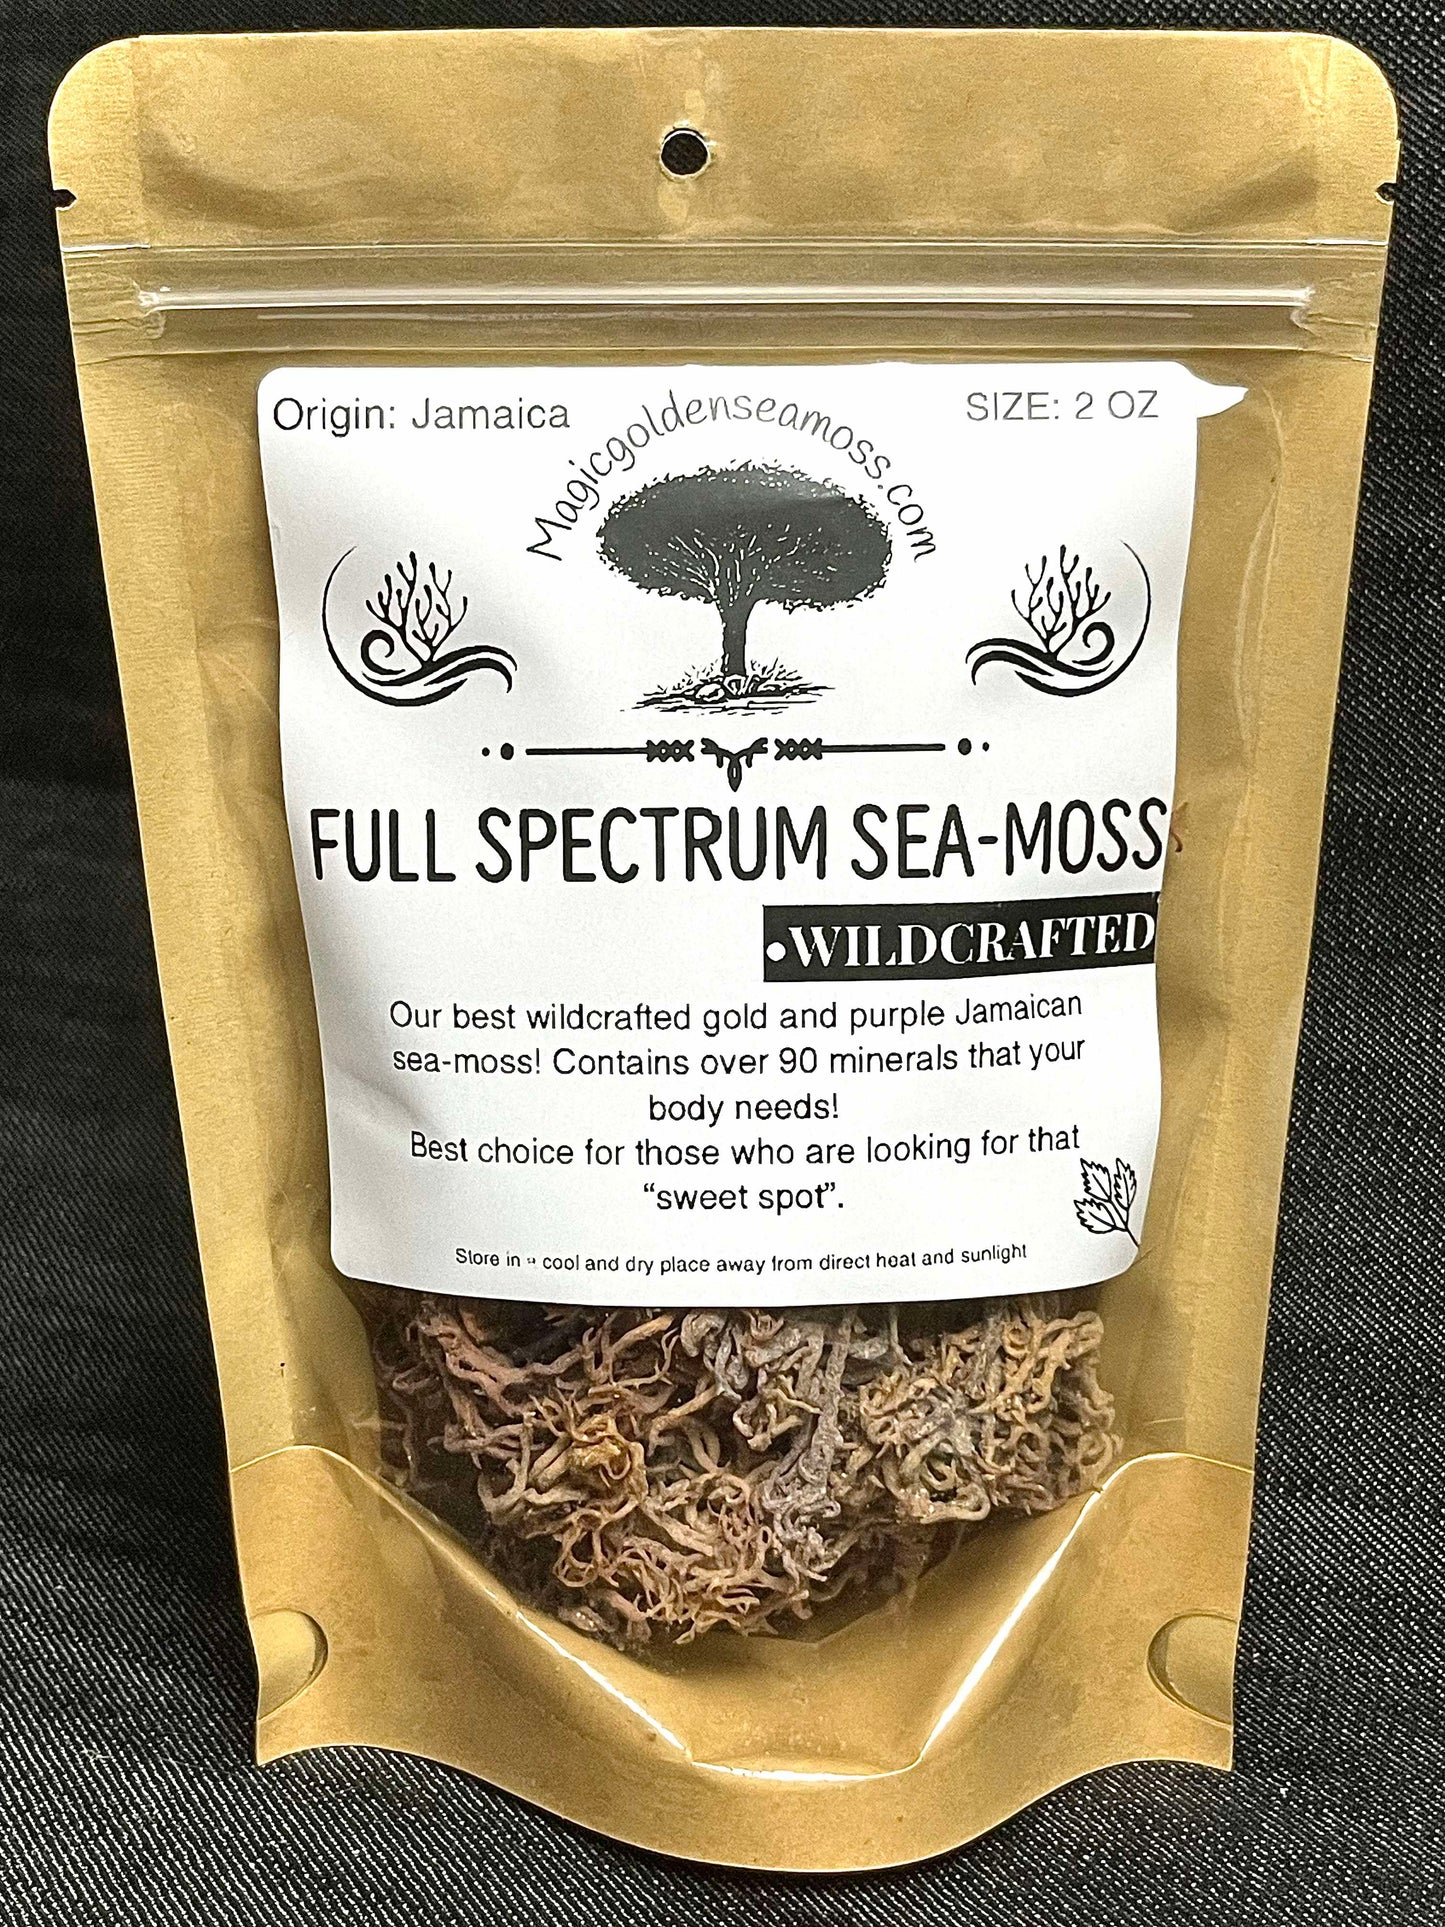 Origin: Jamaica
SIZE: 2 OZ
Magicgoldenseamoss.com
FULL SPECTRUM SEA-MOSS
•WILDCRAFTED
Our best wildcrafted gold and purple Jamaican
sea-moss! Contains over 90 minerals that your
body needs!
Best choice for those who are looking for that
“sweet spot”.
Store in a cool and dry place away from direct heat and sunlight